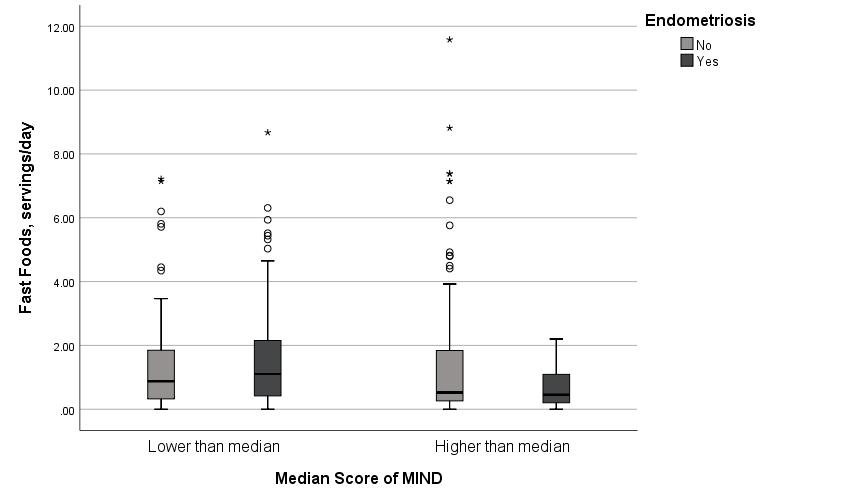 Endometriosis
No
Yes
Fast Foods, servings/day
12.00
10.00
8.00
6.00
4.00
2.00
.00
Lower than median
Higher than median
Median Score of MIND